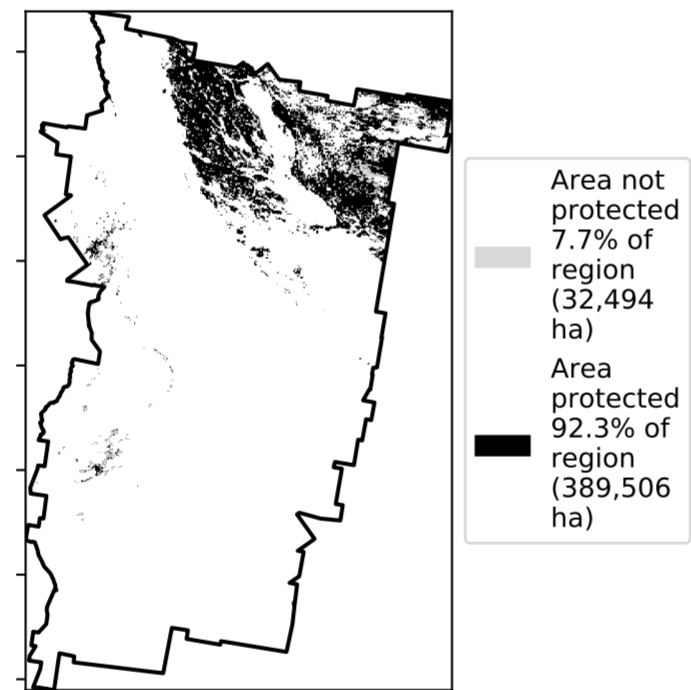 Area not
protected
7.7% of
region
(32,494
ha)
Area
protected
92.3% of
region
(389,506
ha)